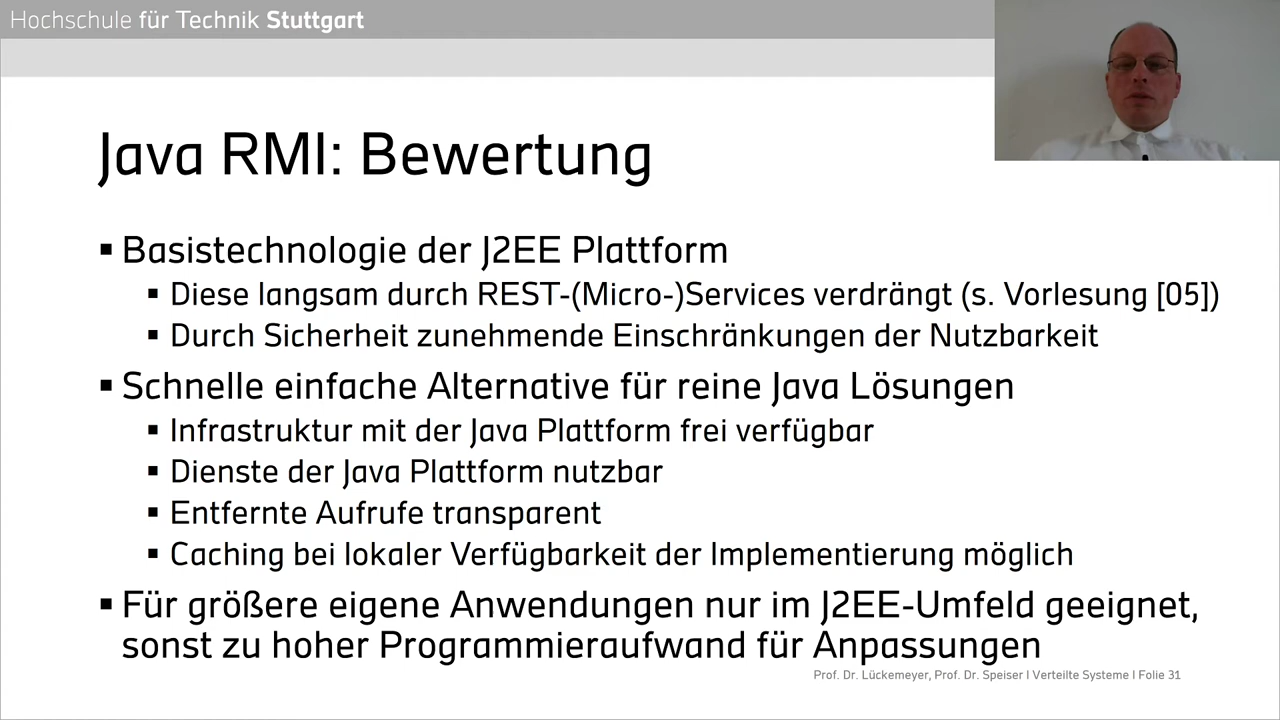 Hochschule für Technik Stuttgart
Java RMI: Bewertung
▪ Basistechnologie der J2EE Plattform
▪ Diese langsam durch REST-(Micro-)Services verdrängt (s. Vorlesung [05])
▪ Durch Sicherheit zunehmende Einschränkungen der Nutzbarkeit
▪ Schnelle einfache Alternative für reine Java Lösungen
▪ Infrastruktur mit der Java Plattform frei verfügbar
▪ Dienste der Java Plattform nutzbar
▪ Entfernte Aufrufe transparent
▪ Caching bei lokaler Verfügbarkeit der Implementierung möglich
▪ Für größere eigene Anwendungen nur im J2EE-Umfeld geeignet,
sonst zu hoher Programmieraufwand für Anpassungen
Prof. Dr. Lückemeyer, Prof. Dr. Speiser I Verteilte Systeme I Folie 31